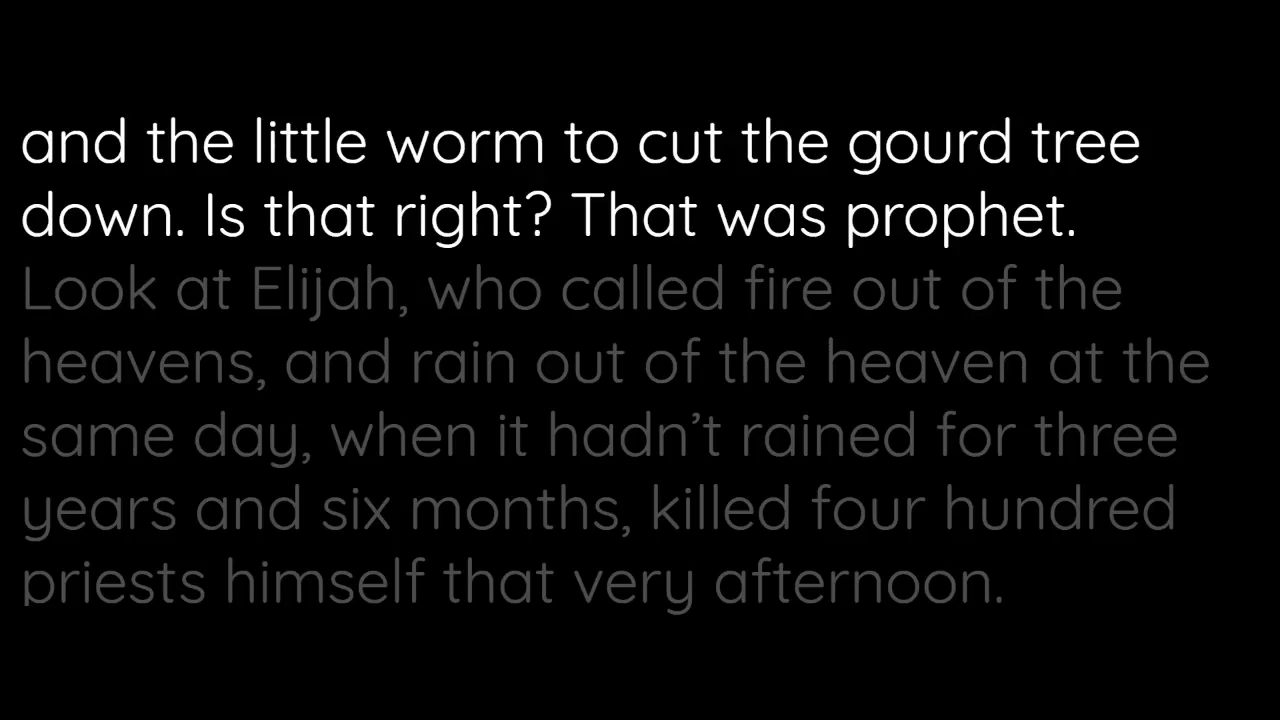 and the little worm to cut the gourd tree
down. Is that right? That was prophet.
Look at Elijah, who called fire out of the
heavens, and rain out of the heaven at the
same day, when it hadn’t rained for three
years and six months, killed four hundred
priests himself that very afternoon.